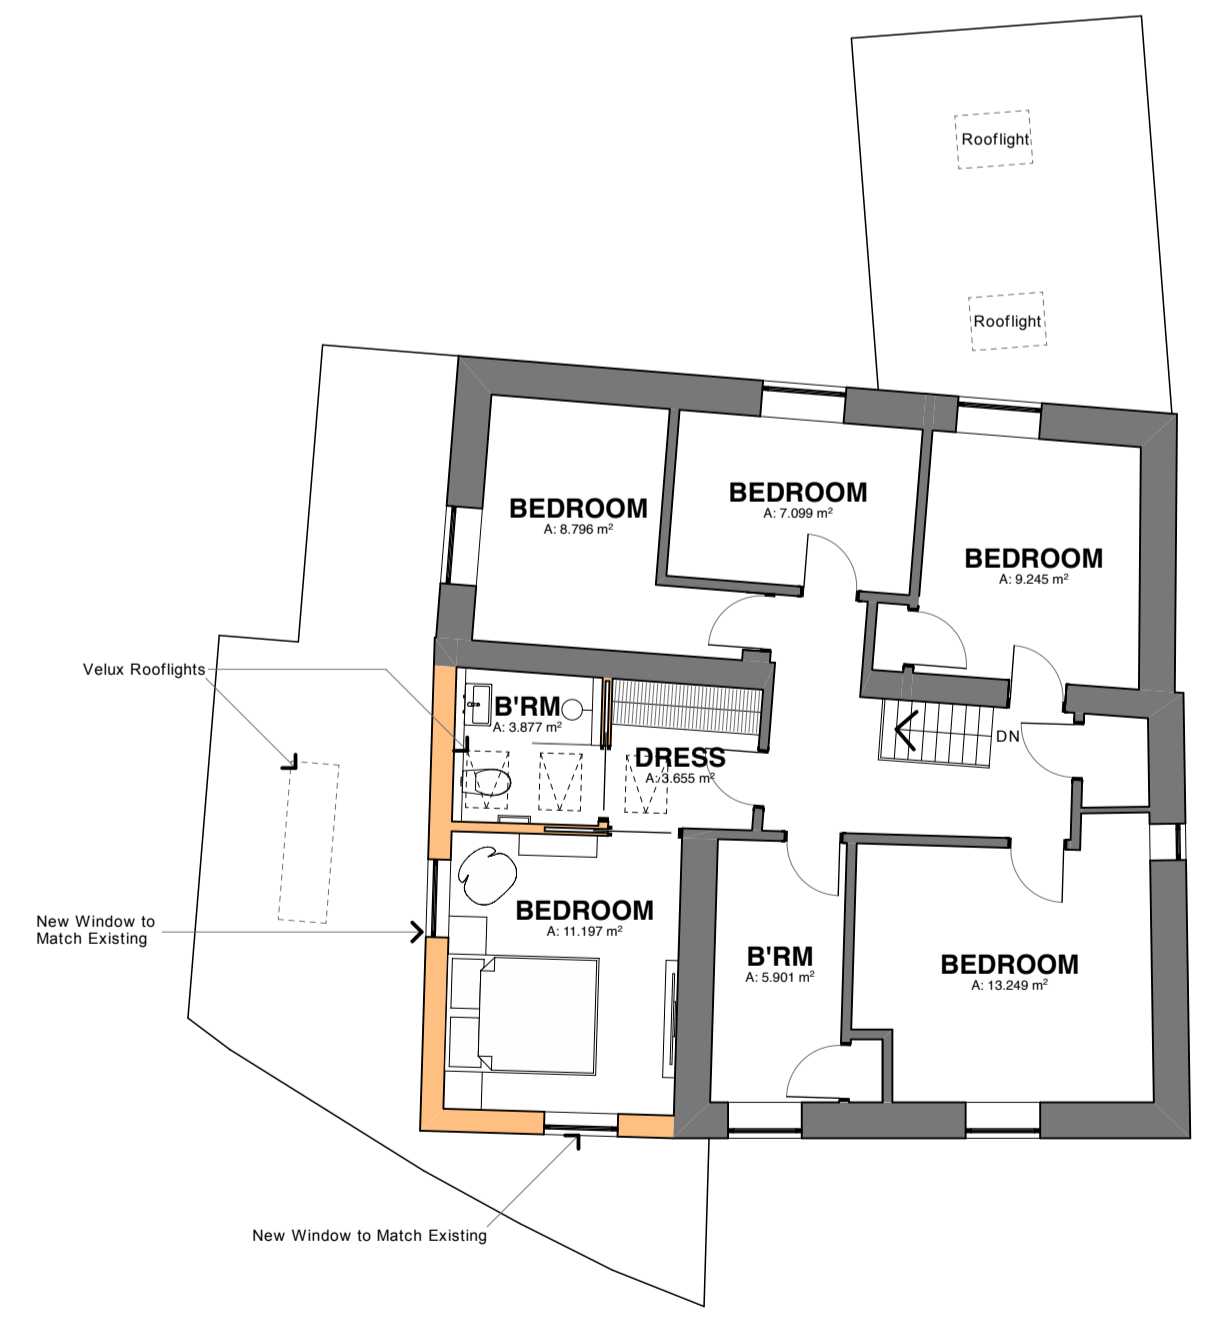 Rooflight
Rooflight
BEDROOM
A: 8.796 m²
BEDROOM
A: 7.099 m²
BEDROOM
A: 9.245 m²
Velux Rooflights
B'RM
A: 3.877 m²
DRESS
A: 3.655 m²
DN
New Window to
Match Existing
BEDROOM
A: 11.197 m²
B'RM
A: 5.901 m²
BEDROOM
A: 13.249 m²
New Window to Match Existing